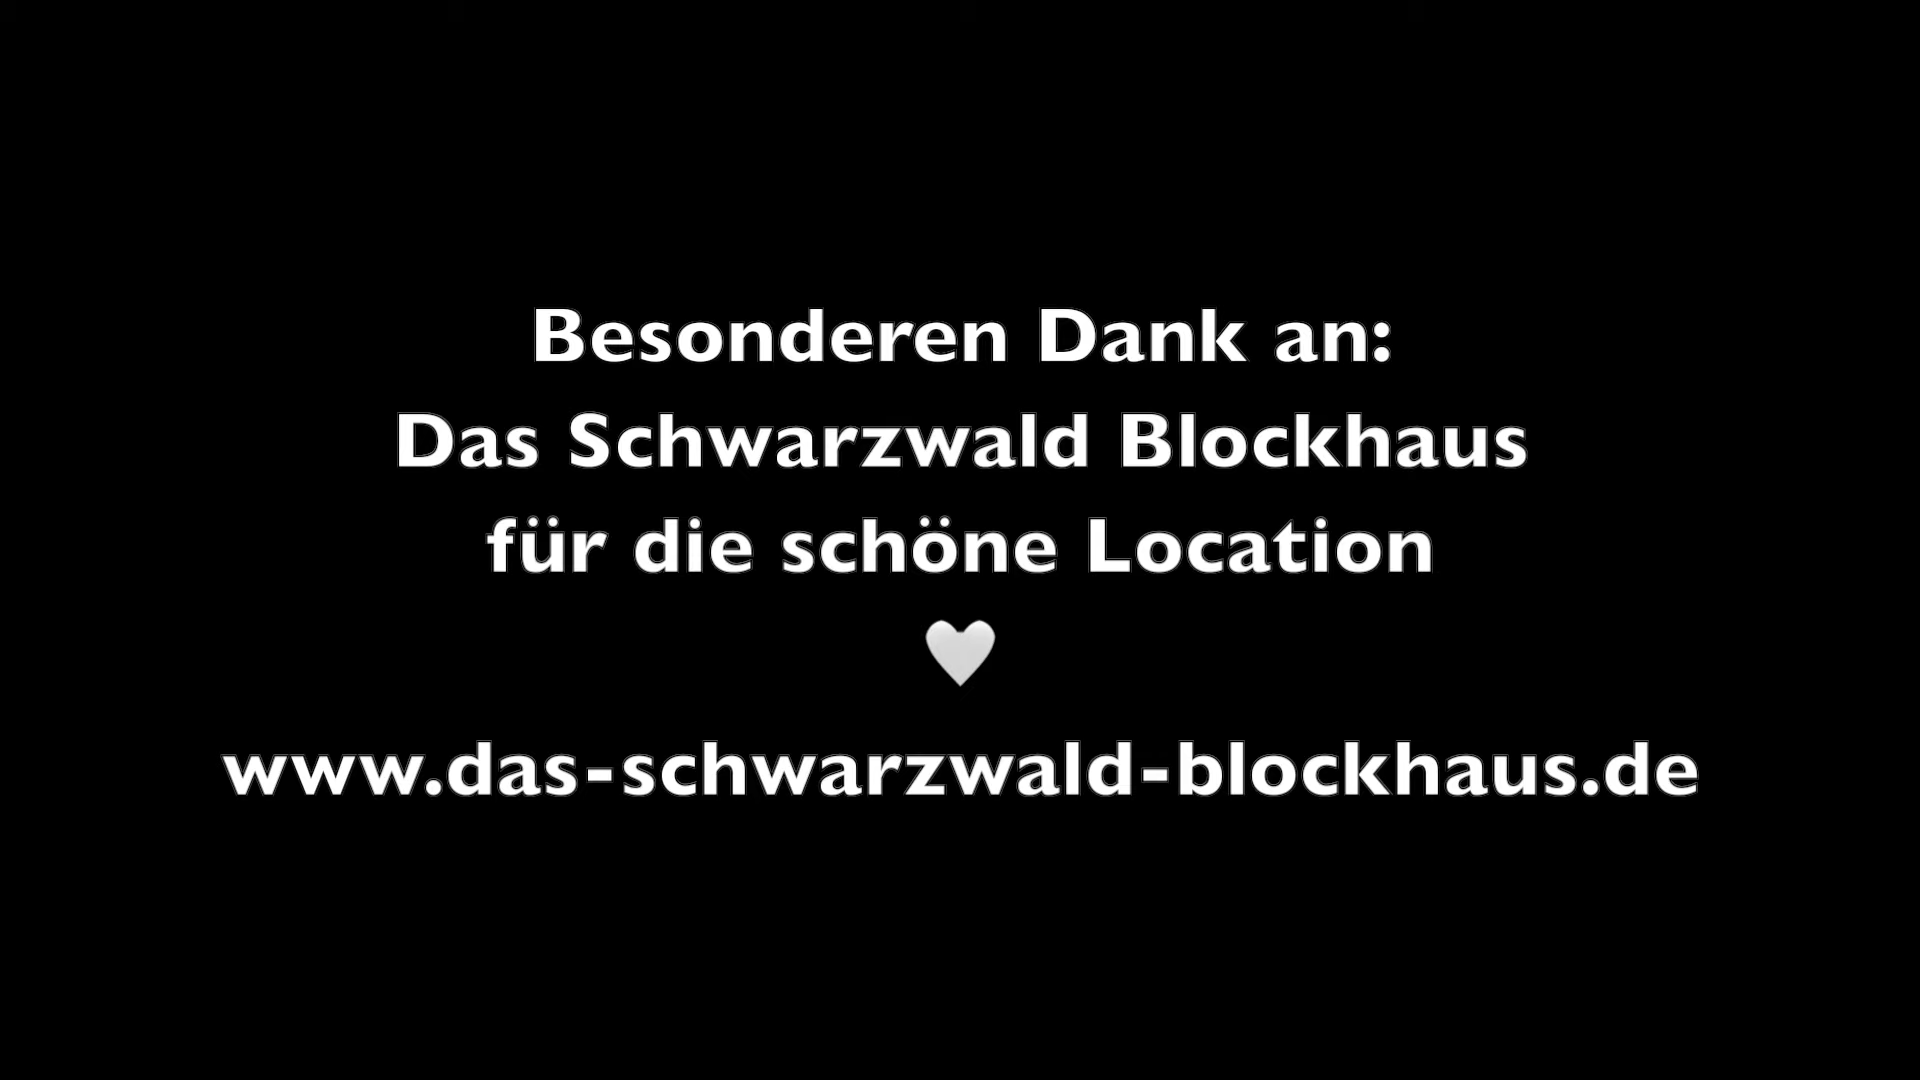 Besonderen Dank an:
Das Schwarzwald Blockhaus
für die schöne Location
🤍
www.das-schwarzwald-blockhaus.de